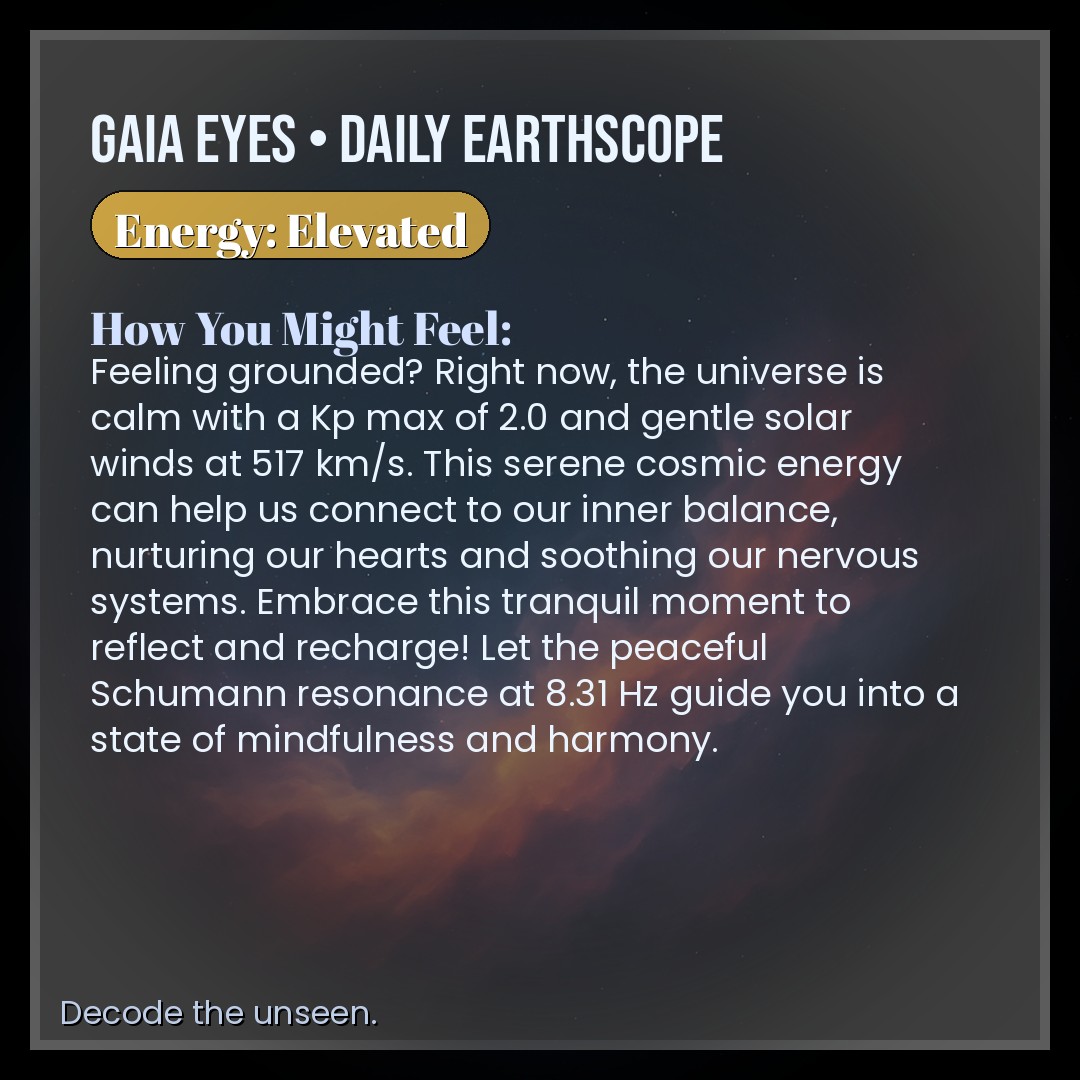 GAIA EYES • DAILY EARTHSCOPE
Energy: Elevated
How You Might Feel:
Feeling grounded? Right now, the universe is
calm with a Kp max of 2.0 and gentle solar
winds at 517 km/s. This serene cosmic energy
can help us connect to our inner balance,
nurturing our hearts and soothing our nervous
systems. Embrace this tranquil moment to
reflect and recharge! Let the peaceful
Schumann resonance at 8.31 Hz guide you into a
state of mindfulness and harmony.
Decode the unseen.